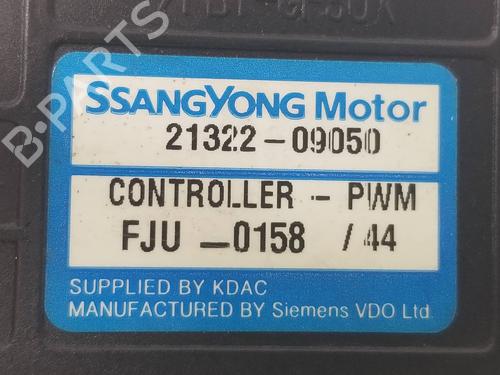 SSANGYONG Motor
21322-09050
CONTROLLER - PWM
FJU -0158 /44
SUPPLIED BY KDAC
MANUFACTURED BY Siemens VDO Ltd
B-PARTS